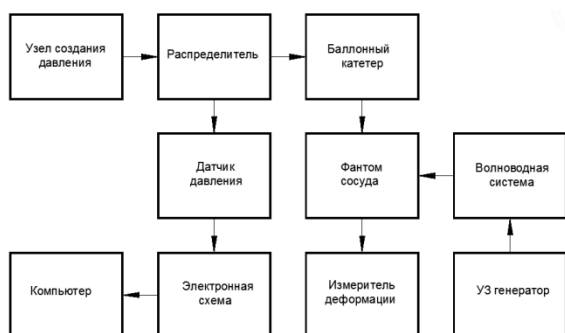 Узел создания
давления
Распределитель
Баллонный
катетер
Датчик
давления
Фантом
сосуда
Волноводная
система
Компьютер
Электронная
схема
Измеритель
деформации
УЗ генератор